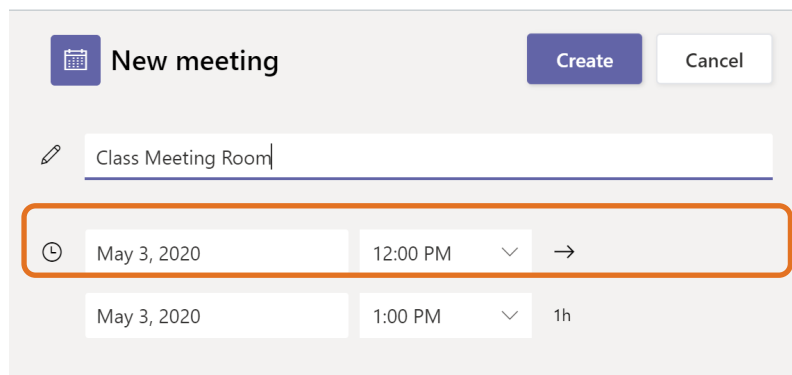 New meeting Create Cancel
Class Meeting Room
May 3, 2020 12:00 PM →
May 3, 2020 1:00 PM 1h